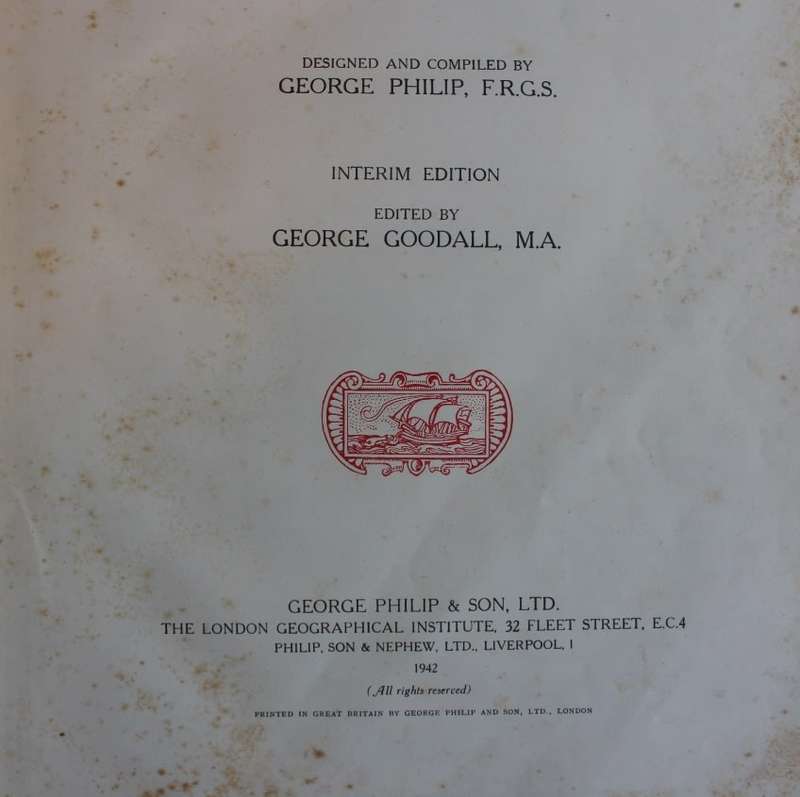 DESIGNED AND COMPILED BY
GEORGE PHILIP, F.R.G.S.
INTERIM EDITION
EDITED BY
GEORGE GOODALL, M.A.
GEORGE PHILIP & SON, LTD.
THE LONDON GEOGRAPHICAL INSTITUTE, 32 FLEET STREET, E.C.4
PHILIP, SON & NEPHEW, LTD., LIVERPOOL, 1
1942
(All rights reserved)
PRINTED IN GREAT BRITAIN BY GEORGE PHILIP AND SON, LTD., LONDON